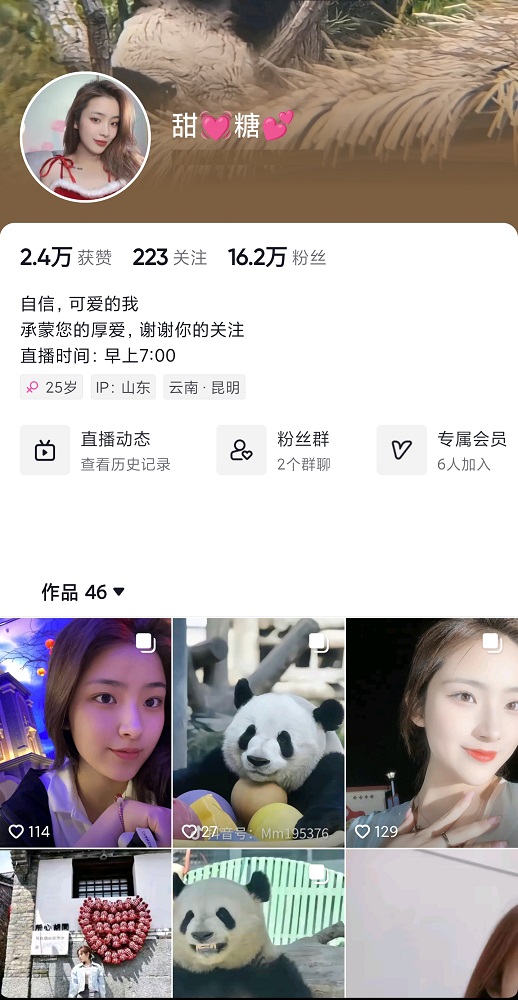 甜💓糖💕
2.4万 获赞 223 关注 16.2万 粉丝
自信，可爱的我
承蒙您的厚爱，谢谢你的关注
直播时间：早上7:00
25岁 IP：山东 云南·昆明
直播动态
查看历史记录
粉丝群
2个群聊
专属会员
6人加入
作品 46
114
27
音号：Mm195376
129